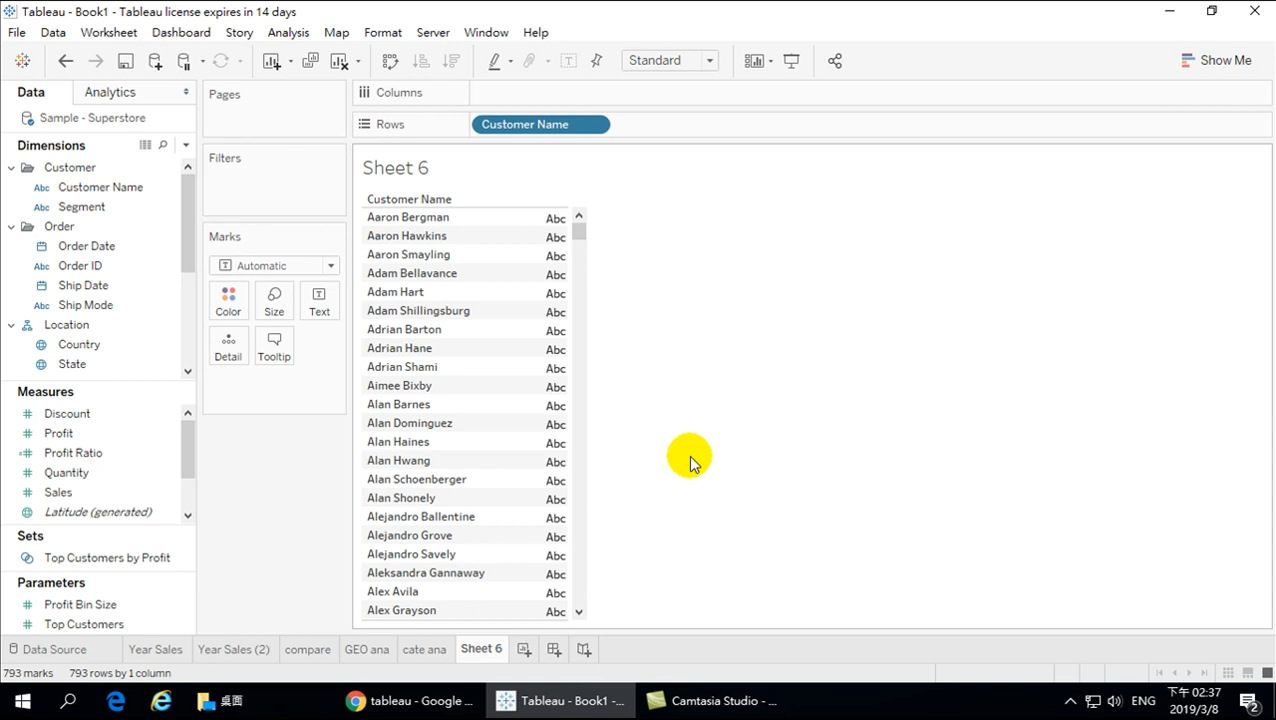 Tableau - Book1 - Tableau license expires in 14 days
File Data Worksheet Dashboard Story Analysis Map Format Server Window Help
Standard
Show Me
Data Analytics
Pages
Columns
Sample - Superstore
Rows
Customer Name
Dimensions
Filters
Customer
Sheet 6
Abc Customer Name
Customer Name
Abc Segment
Aaron Bergman Abc
Order
Marks
Aaron Hawkins Abc
Order Date
Aaron Smayling Abc
Abc Order ID
Automatic
Adam Bellavance Abc
Ship Date
Adam Hart Abc
Abc Ship Mode
Color Size Text
Adam Shillingsburg Abc
Location
Adrian Barton Abc
Country
Detail Tooltip
Adrian Hane Abc
State
Adrian Shami Abc
Measures
Aimee Bixby Abc
Discount
Alan Barnes Abc
Profit
Alan Dominguez Abc
Profit Ratio
Alan Haines Abc
Quantity
Alan Hwang Abc
Sales
Alan Schoenberger Abc
Latitude (generated)
Alan Shonely Abc
Sets
Alejandro Ballentine Abc
Top Customers by Profit
Alejandro Grove Abc
Parameters
Alejandro Savely Abc
Profit Bin Size
Aleksandra Gannaway Abc
Top Customers
Alex Avila Abc
Alex Grayson Abc
Data Source Year Sales Year Sales (2) compare GEO ana cate ana Sheet 6
793 marks 793 rows by 1 column
桌面
tableau - Google ...
Tableau - Book1 -...
Camtasia Studio - ...
ENG
下午 02:37
2019/3/8
2